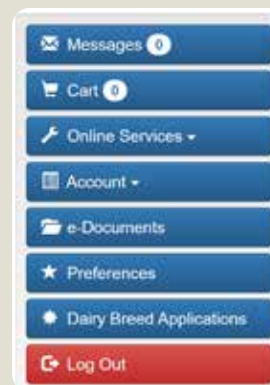 Messages 0
Cart 0
Online Services
Account
e-Documents
Preferences
Dairy Breed Applications
Log Out